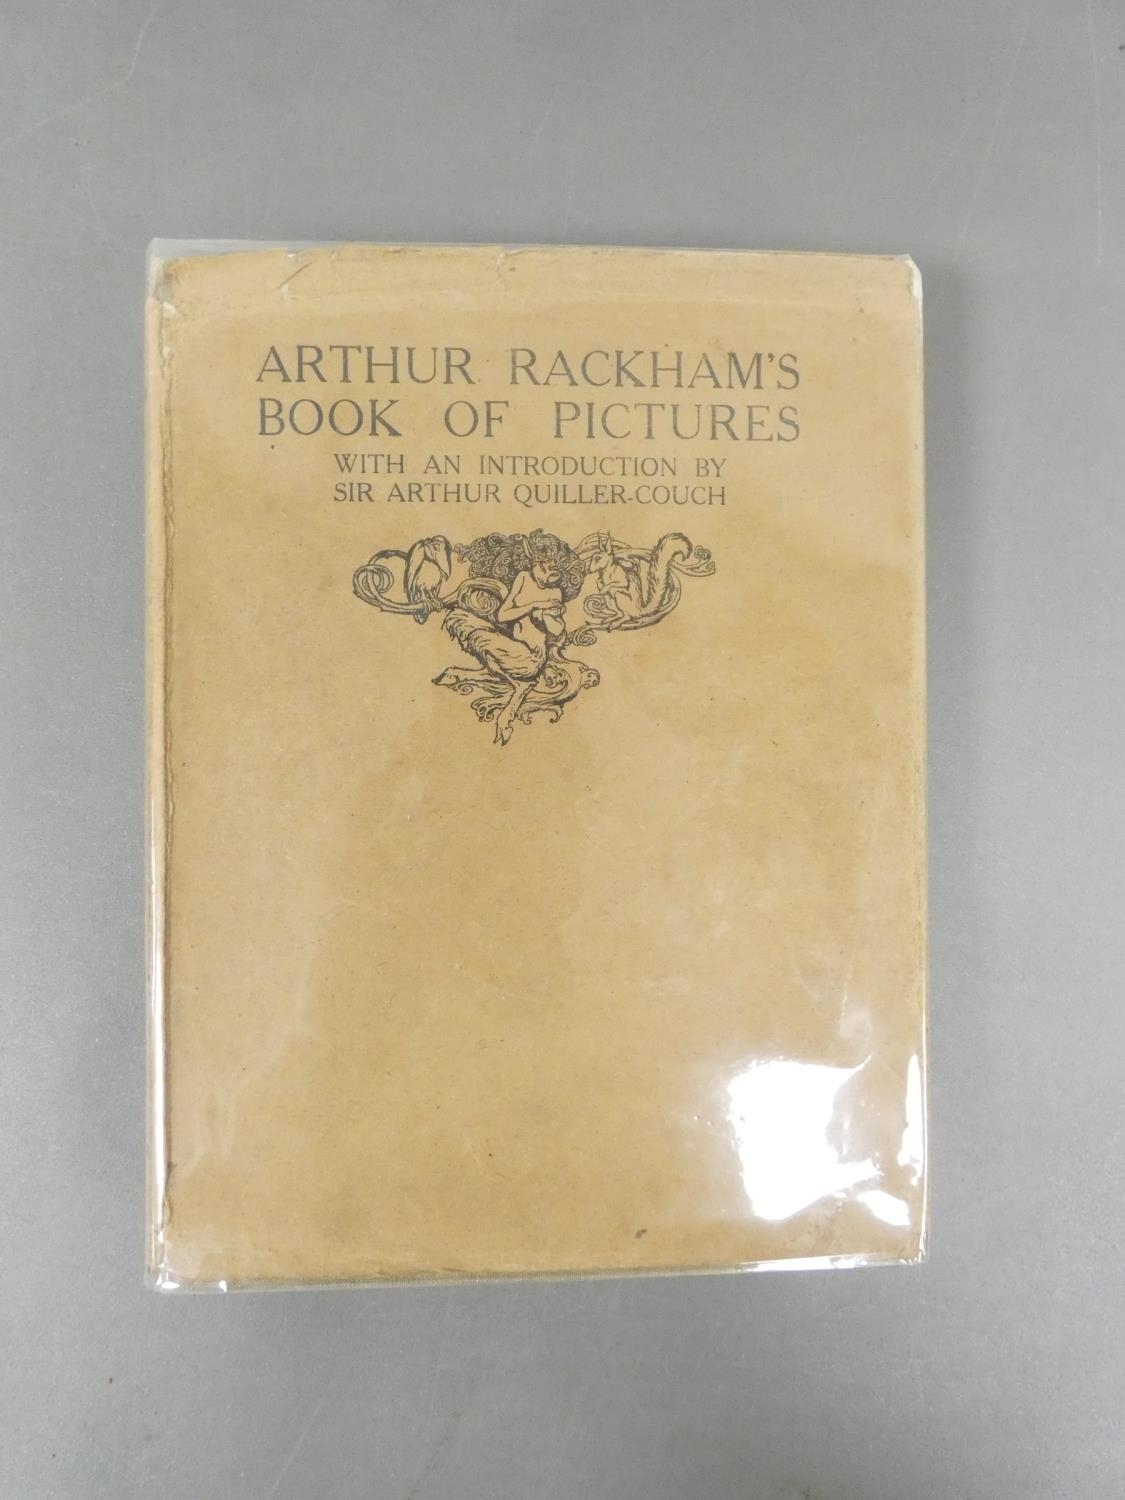 ARTHUR RACKHAM'S
BOOK OF PICTURES
WITH AN INTRODUCTION BY
SIR ARTHUR QUILLER-COUCH